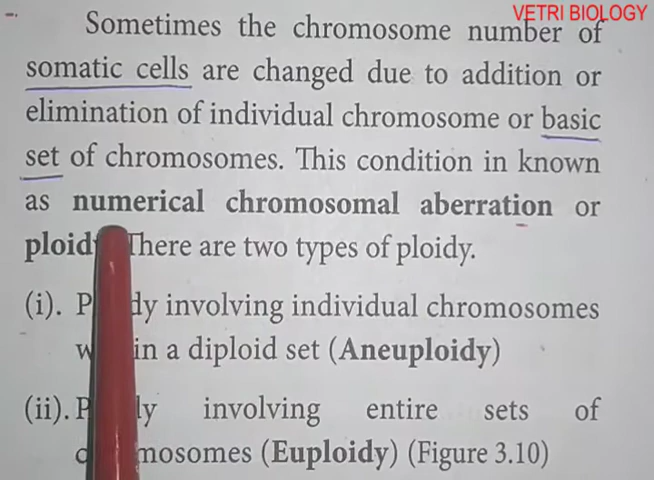 VETRI BIOLOGY
Sometimes the chromosome number of
somatic cells are changed due to addition or
elimination of individual chromosome or basic
set of chromosomes. This condition in known
as numerical chromosomal aberration or
ploid There are two types of ploidy.
(i). P dy involving individual chromosomes
w in a diploid set (Aneuploidy)
(ii). P ly involving entire sets of
c mosomes (Euploidy) (Figure 3.10)